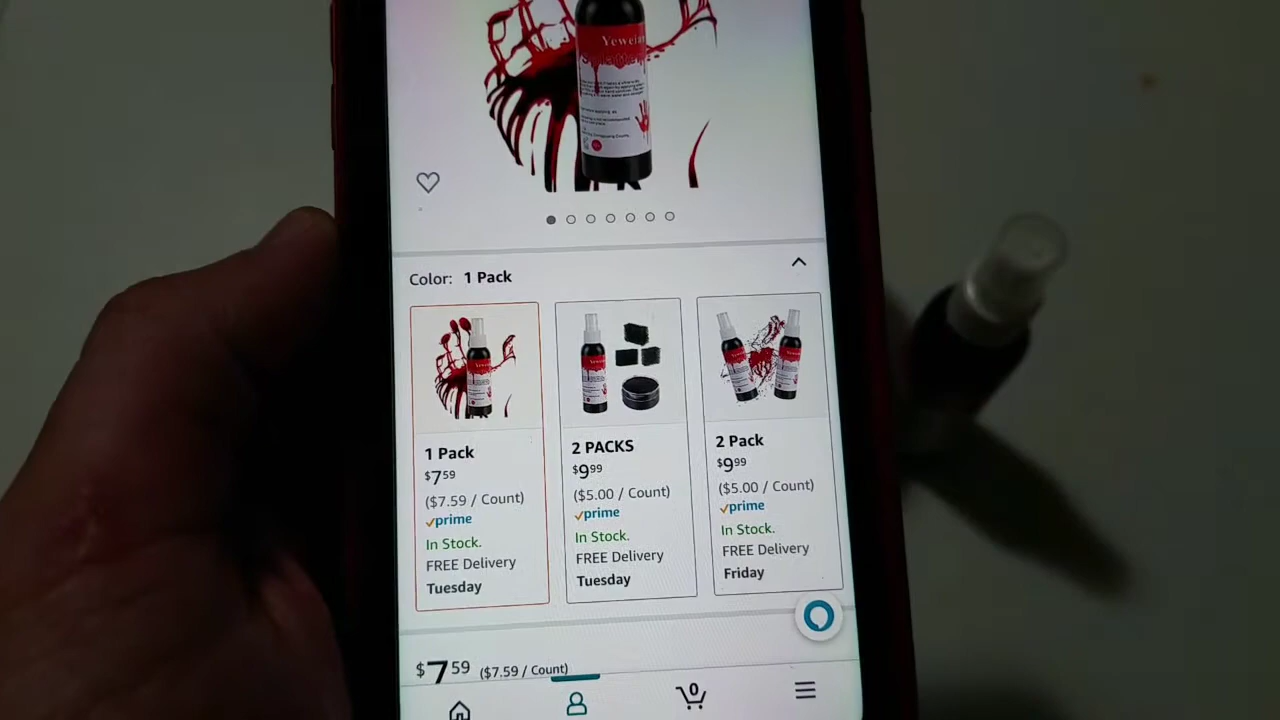 Yeweian
Color: 1 Pack
1 Pack
$7 59
($7.59 / Count)
prime
In Stock.
FREE Delivery
Tuesday
2 PACKS
$9 99
($5.00 / Count)
prime
In Stock.
FREE Delivery
Tuesday
2 Pack
$9 99
($5.00 / Count)
prime
In Stock.
FREE Delivery
Friday
$7 59 ($7.59 / Count)
0